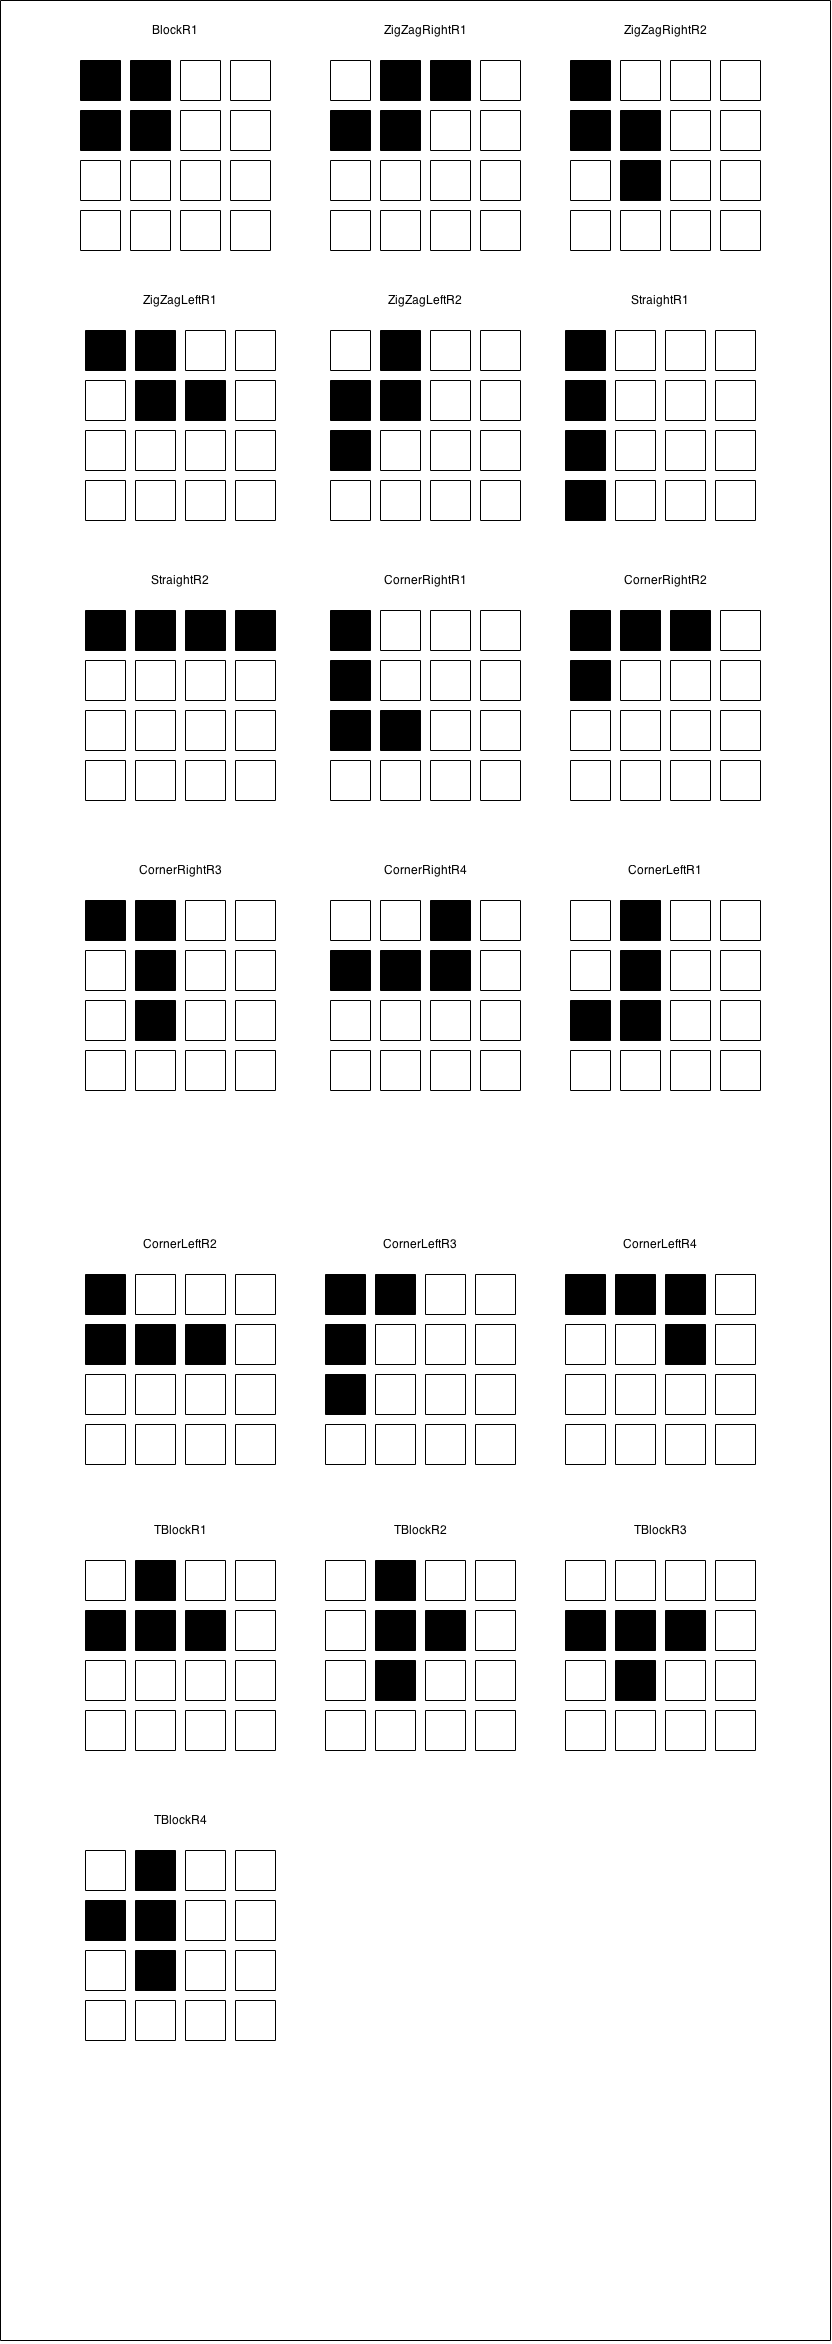 BlockR1
ZigZagRightR1
ZigZagRightR2
ZigZagLeftR1
ZigZagLeftR2
StraightR1
StraightR2
CornerRightR1
CornerRightR2
CornerRightR3
CornerRightR4
CornerLeftR1
CornerLeftR2
CornerLeftR3
CornerLeftR4
TBlockR1
TBlockR2
TBlockR3
TBlockR4